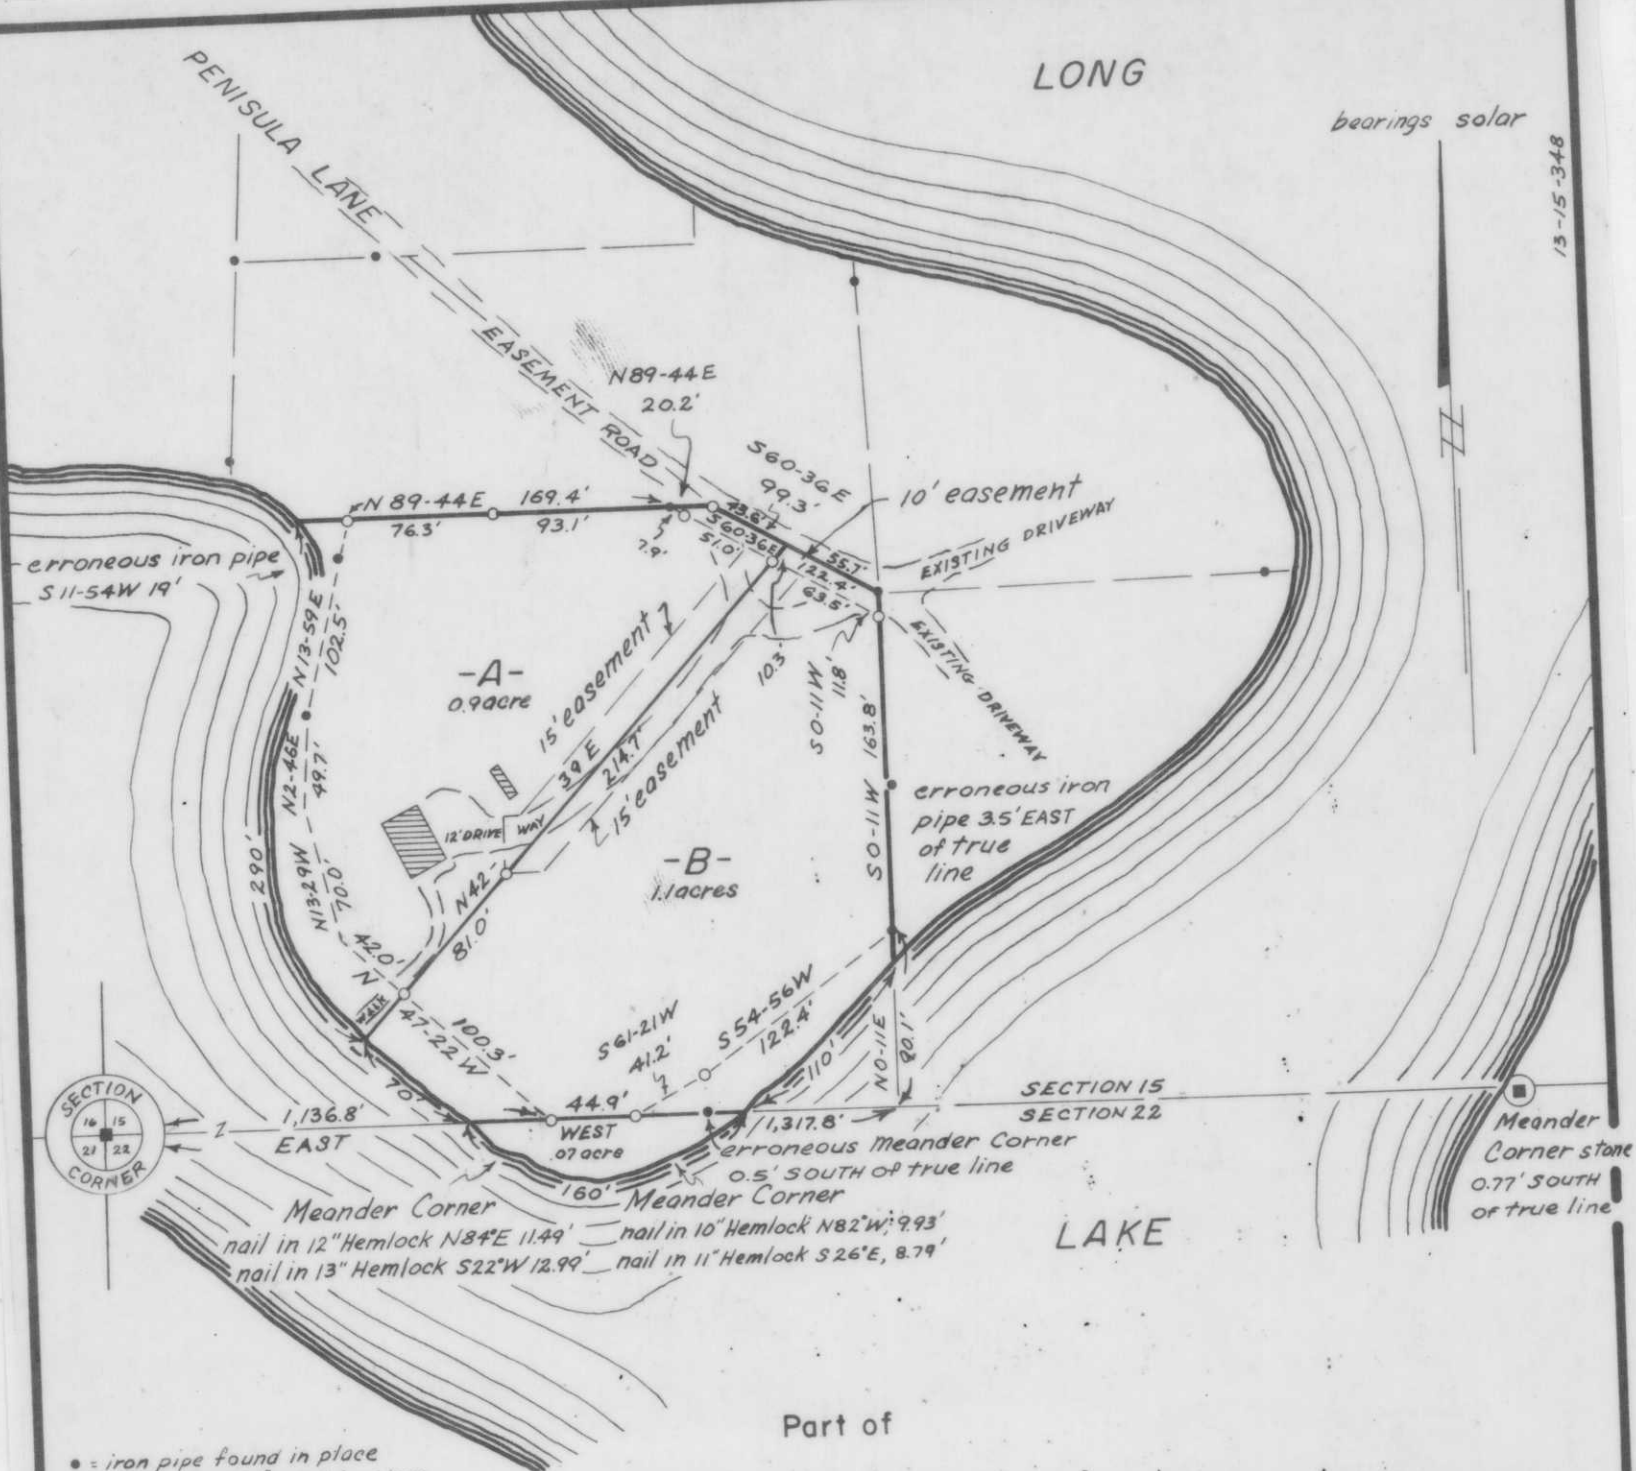 LONG
bearings solar
13-15-348
PENISULA LANE
EASEMENT ROAD
N89-44E
20.2'
S60-36E
99.3'
10' easement
N 89-44E 169.4'
76.3' 93.1'
7.9'
43.6'
S60-36E
51.0'
55.7'
122.4'
63.5'
EXISTING DRIVEWAY
EXISTING DRIVEWAY
erroneous iron pipe
S11-54W 19'
N13-59E
102.5'
-A-
0.9acre
15' easement
10.3'
S0-11W
11.8'
S0-11W 163.8'
39 E
214.7'
15' easement
N2-46E
49.7'
290'
N13-29W
70.0'
12' DRIVE WAY
-B-
1.1acres
erroneous iron
pipe 3.5' EAST
of true
line
N42°
81.0'
42.0'
N
47-22W
100.3'
walk
S61-21W
41.2'
S54-56W
122.4'
110'
N0-11E
90.1'
70'
44.9'
WEST
.07acre
160'
SECTION
16 15
21 22
CORNER
1,136.8'
EAST
1,317.8'
SECTION 15
SECTION 22
erroneous meander Corner
0.5' SOUTH of true line
Meander
Corner stone
0.77' SOUTH
of true line
Meander Corner
nail in 12" Hemlock N84°E 11.49'
nail in 13" Hemlock S22°W 12.99'
Meander Corner
nail in 10" Hemlock N82°W, 9.93'
nail in 11" Hemlock S26°E, 8.79'
LAKE
Part of
• = iron pipe found in place